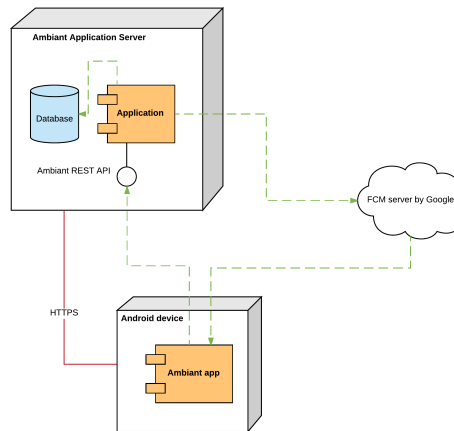 Ambiant Application Server
Database
Application
Ambiant REST API
FCM server by Google
HTTPS
Android device
Ambiant app